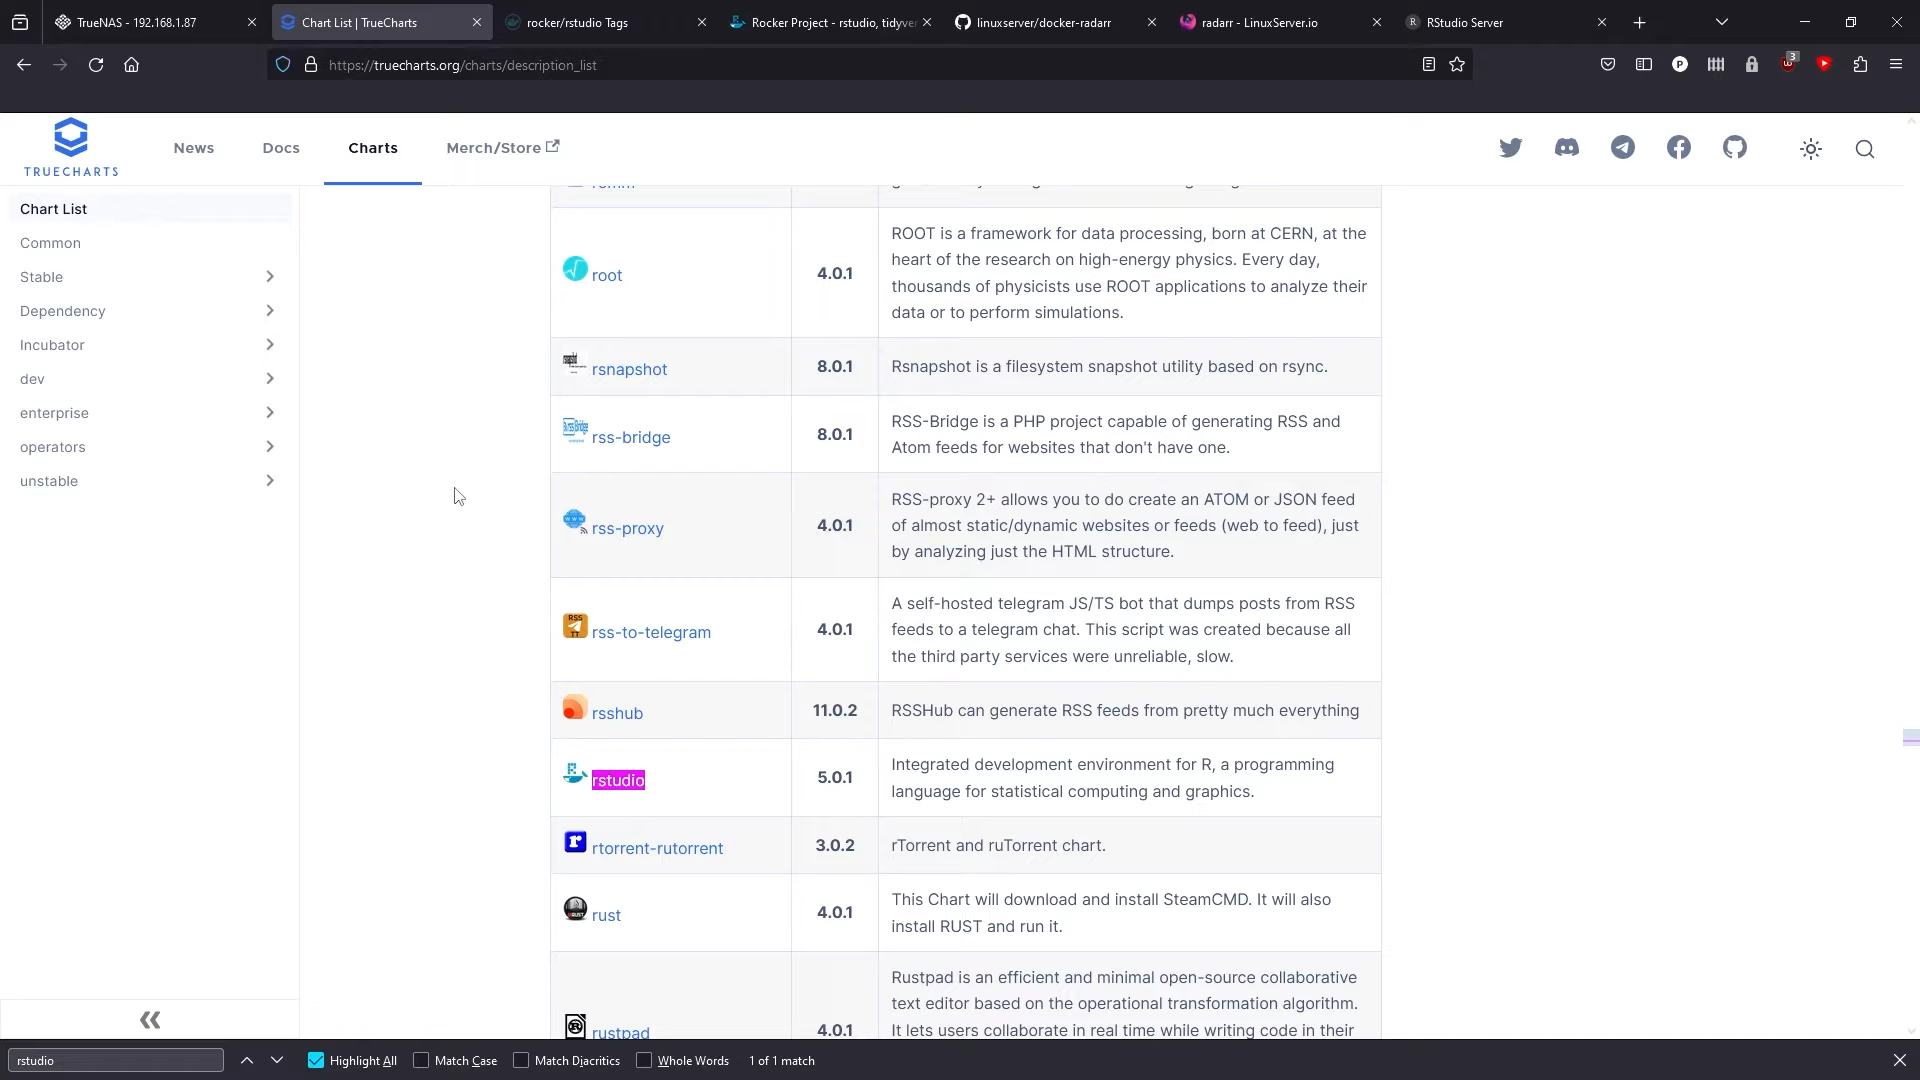 TrueNAS - 192.168.1.87
Chart List | TrueCharts
rocker/rstudio Tags
Rocker Project - rstudio, tidyver
linuxserver/docker-radarr
radarr - LinuxServer.io
RStudio Server
https://truecharts.org/charts/description_list
3
TRUECHARTS
News
Docs
Charts
Merch/Store
Chart List
Common
Stable
Dependency
Incubator
dev
enterprise
operators
unstable
root
4.0.1
ROOT is a framework for data processing, born at CERN, at the
heart of the research on high-energy physics. Every day,
thousands of physicists use ROOT applications to analyze their
data or to perform simulations.
rsnapshot
8.0.1
Rsnapshot is a filesystem snapshot utility based on rsync.
rss-bridge
8.0.1
RSS-Bridge is a PHP project capable of generating RSS and
Atom feeds for websites that don't have one.
rss-proxy
4.0.1
RSS-proxy 2+ allows you to do create an ATOM or JSON feed
of almost static/dynamic websites or feeds (web to feed), just
by analyzing just the HTML structure.
rss-to-telegram
4.0.1
A self-hosted telegram JS/TS bot that dumps posts from RSS
feeds to a telegram chat. This script was created because all
the third party services were unreliable, slow.
rsshub
11.0.2
RSSHub can generate RSS feeds from pretty much everything
rstudio
5.0.1
Integrated development environment for R, a programming
language for statistical computing and graphics.
rtorrent-rutorrent
3.0.2
rTorrent and ruTorrent chart.
rust
4.0.1
This Chart will download and install SteamCMD. It will also
install RUST and run it.
rustpad
4.0.1
Rustpad is an efficient and minimal open-source collaborative
text editor based on the operational transformation algorithm.
It lets users collaborate in real time while writing code in their
rstudio
Highlight All
Match Case
Match Diacritics
Whole Words
1 of 1 match